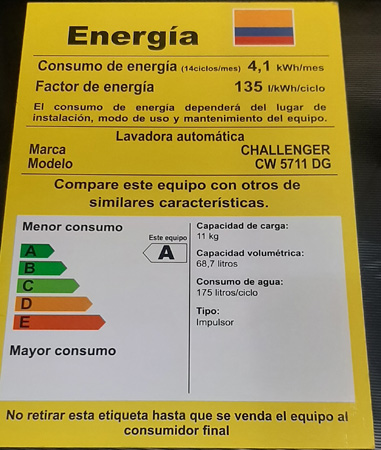 Energía
Consumo de energía (14ciclos/mes) 4,1 kWh/mes
Factor de energía 135 l/kWh/ciclo
El consumo de energía dependerá del lugar de
instalación, modo de uso y mantenimiento del equipo.
Lavadora automática
Marca CHALLENGER
Modelo CW 5711 DG
Compare este equipo con otros de
similares características.
Menor consumo
Este equipo
A
A
B
C
D
E
Mayor consumo
Capacidad de carga:
11 kg
Capacidad volumétrica:
68,7 litros
Consumo de agua:
175 litros/ciclo
Tipo:
Impulsor
No retirar esta etiqueta hasta que se venda el equipo al
consumidor final